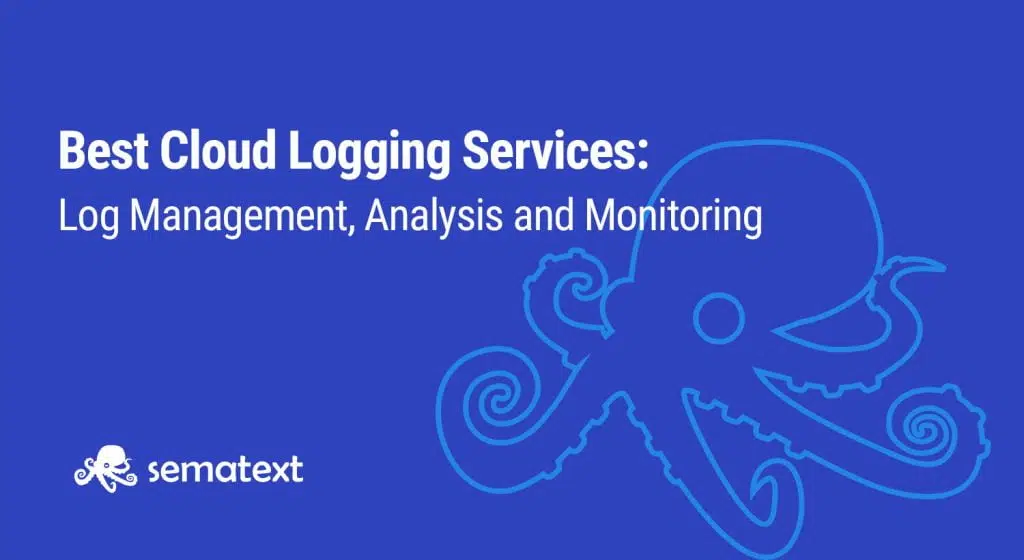 Best Cloud Logging Services:
Log Management, Analysis and Monitoring
sematext